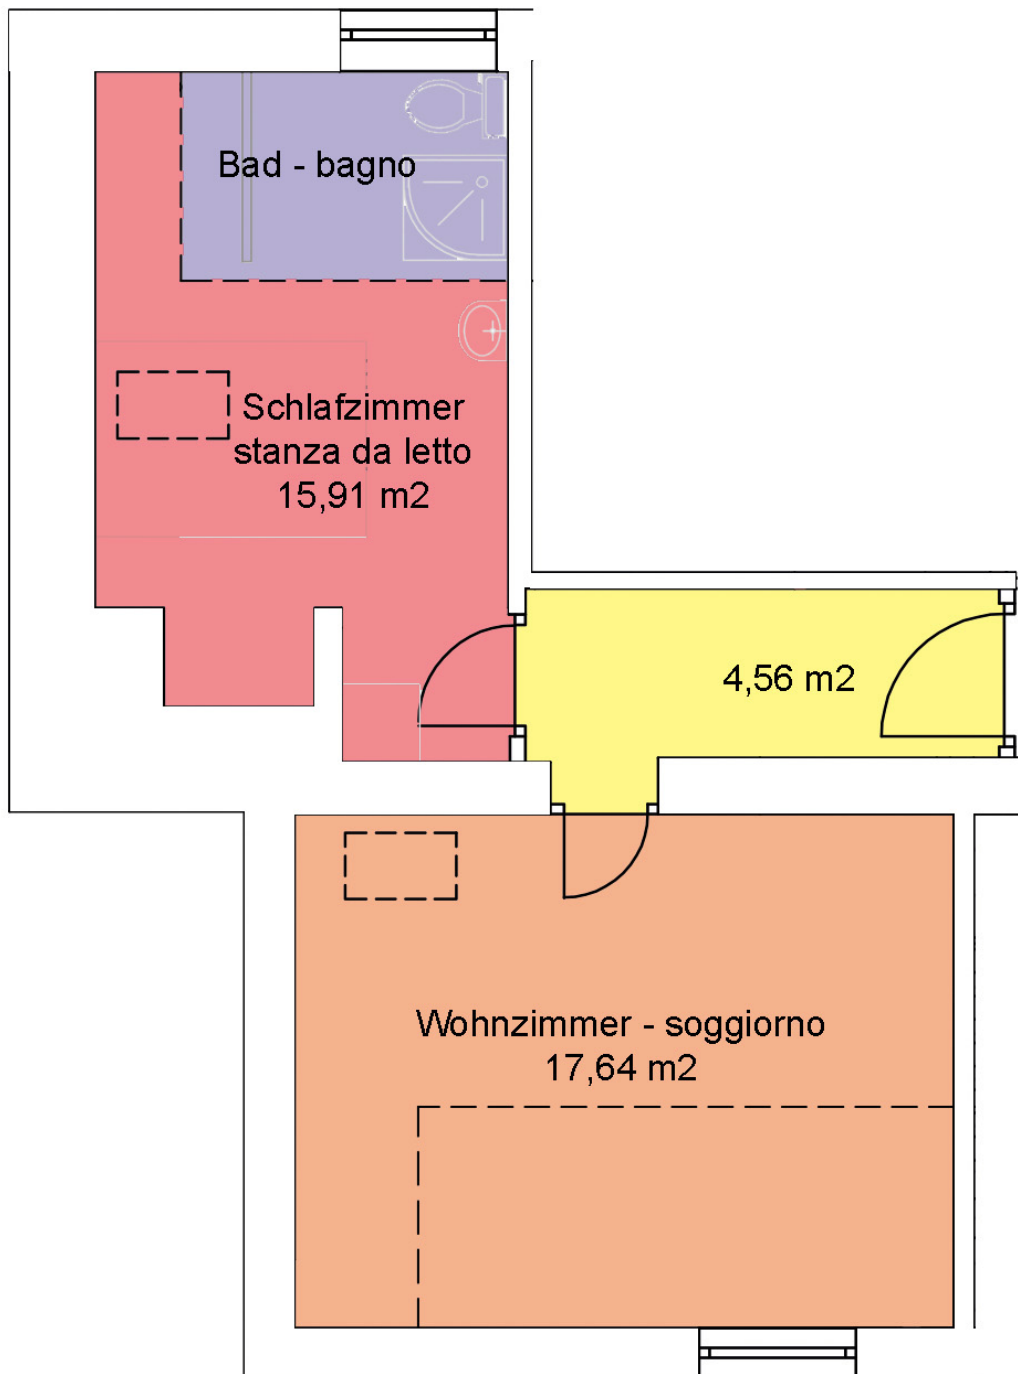 Bad - bagno
Schlafzimmer
stanza da letto
15,91 m2
4,56 m2
Wohnzimmer - soggiorno
17,64 m2